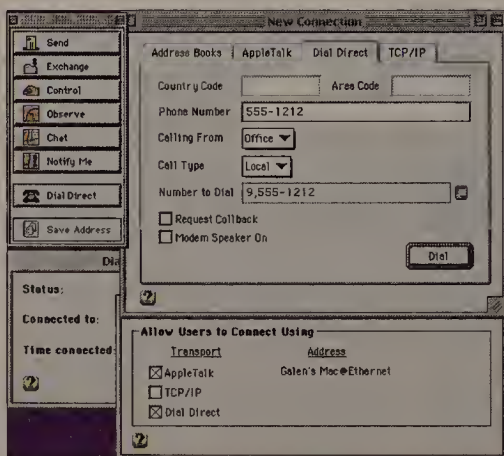 Send
Exchange
Control
Observe
Chat
Notify Me
Dial Direct
Save Address
New Connection
Address Books
AppleTalk
Dial Direct
TCP/IP
Country Code
Area Code
Phone Number 555-1212
Calling From Office
Call Type Local
Number to Dial 9,555-1212
Request Callback
Modem Speaker On
Dial
?
Dia
Status:
Connected to:
Time connected:
?
Allow Users to Connect Using
Transport Address
AppleTalk Galen's Mac@Ethernet
TCP/IP
Dial Direct
?